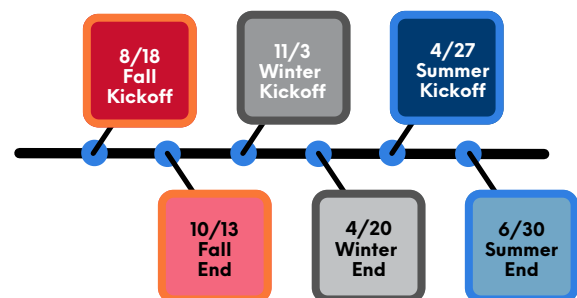 8/18
Fall
Kickoff
11/3
Winter
Kickoff
4/27
Summer
Kickoff
10/13
Fall
End
4/20
Winter
End
6/30
Summer
End